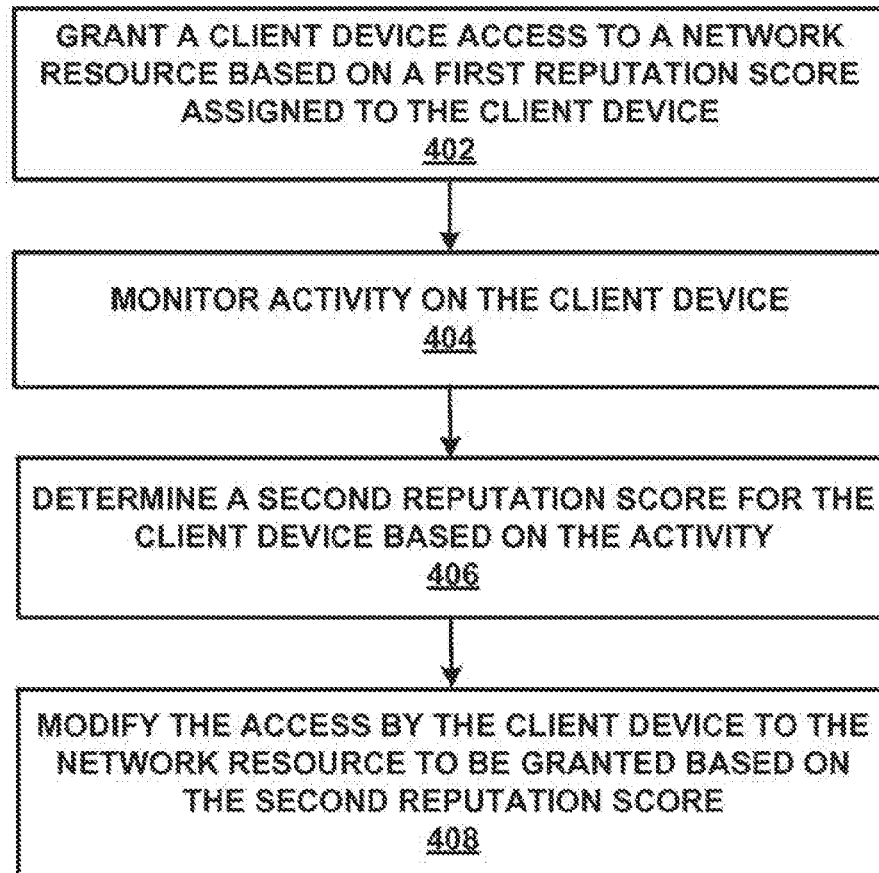 GRANT A CLIENT DEVICE ACCESS TO A NETWORK
RESOURCE BASED ON A FIRST REPUTATION SCORE
ASSIGNED TO THE CLIENT DEVICE
402
MONITOR ACTIVITY ON THE CLIENT DEVICE
404
DETERMINE A SECOND REPUTATION SCORE FOR THE
CLIENT DEVICE BASED ON THE ACTIVITY
406
MODIFY THE ACCESS BY THE CLIENT DEVICE TO THE
NETWORK RESOURCE TO BE GRANTED BASED ON
THE SECOND REPUTATION SCORE
408